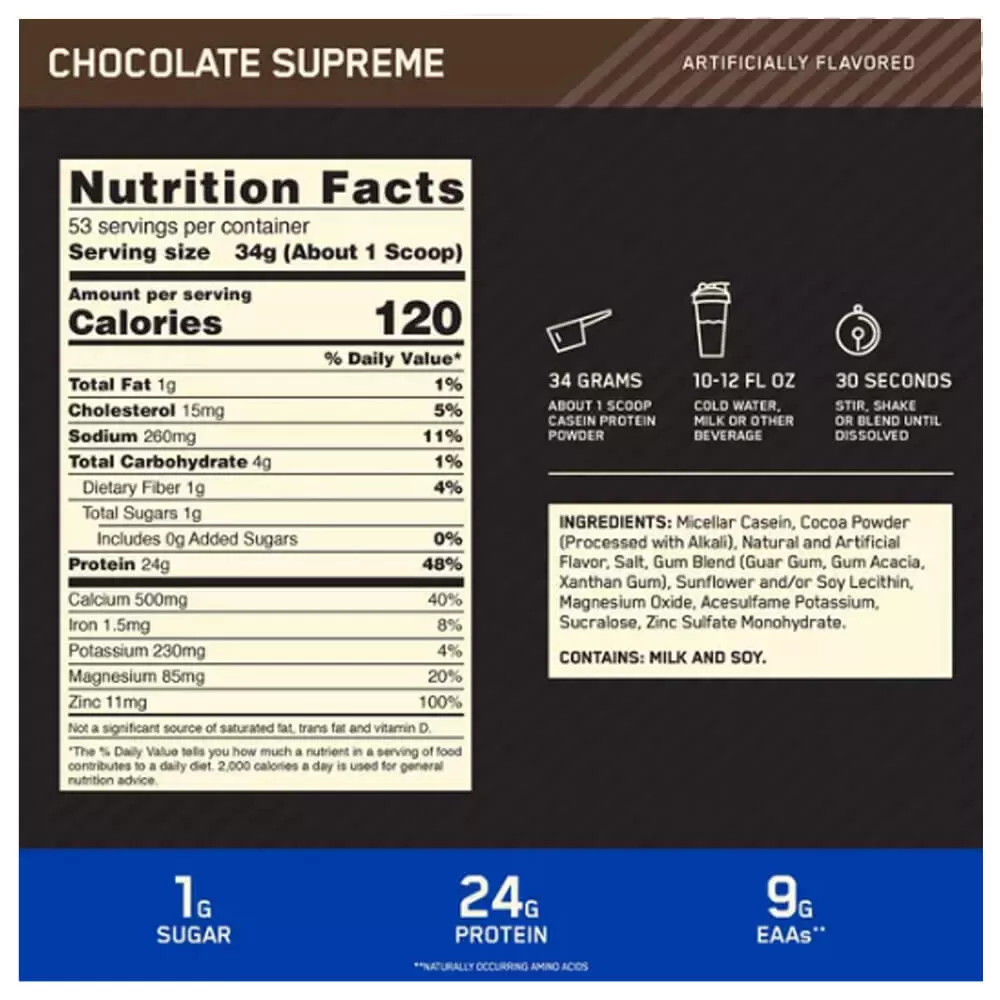 CHOCOLATE SUPREME
ARTIFICIALLY FLAVORED
Nutrition Facts
53 servings per container
Serving size 34g (About 1 Scoop)
Amount per serving
Calories 120
% Daily Value*
Total Fat 1g 1%
Cholesterol 15mg 5%
Sodium 260mg 11%
Total Carbohydrate 4g 1%
Dietary Fiber 1g 4%
Total Sugars 1g
Includes 0g Added Sugars 0%
Protein 24g 48%
Calcium 500mg 40%
Iron 1.5mg 8%
Potassium 230mg 4%
Magnesium 85mg 20%
Zinc 11mg 100%
Not a significant source of saturated fat, trans fat and vitamin D.
*The % Daily Value tells you how much a nutrient in a serving of food
contributes to a daily diet. 2,000 calories a day is used for general
nutrition advice.
34 GRAMS
ABOUT 1 SCOOP
CASEIN PROTEIN
POWDER
10-12 FL OZ
COLD WATER,
MILK OR OTHER
BEVERAGE
30 SECONDS
STIR, SHAKE
OR BLEND UNTIL
DISSOLVED
INGREDIENTS: Micellar Casein, Cocoa Powder
(Processed with Alkali), Natural and Artificial
Flavor, Salt, Gum Blend (Guar Gum, Gum Acacia,
Xanthan Gum), Sunflower and/or Soy Lecithin,
Magnesium Oxide, Acesulfame Potassium,
Sucralose, Zinc Sulfate Monohydrate.
CONTAINS: MILK AND SOY.
1G
SUGAR
24G
PROTEIN
9G
EAAs**
**NATURALLY OCCURRING AMINO ACIDS